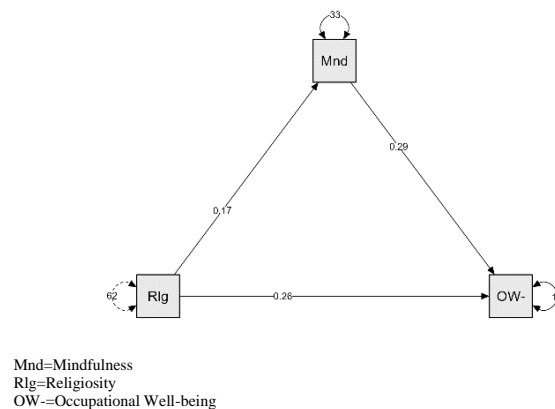 33
Mnd
0.29
0.17
62
Rlg
0.26
OW-
Mnd=Mindfulness
Rlg=Religiosity
OW-=Occupational Well-being